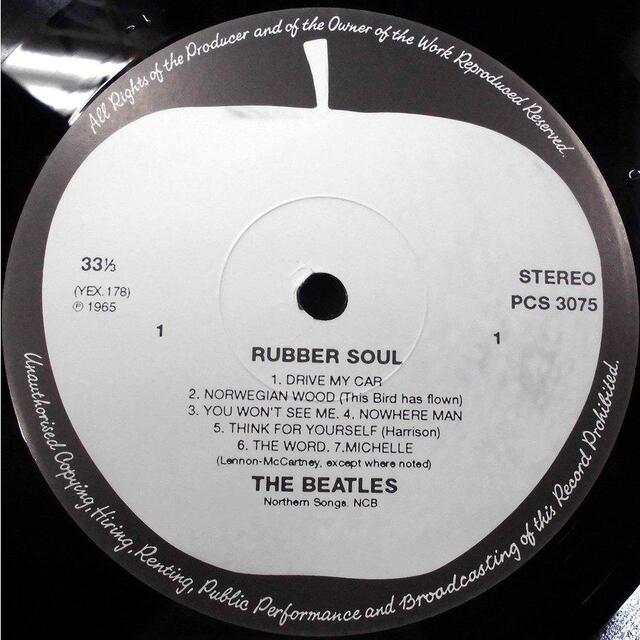 All Rights of the Producer and of the Owner of the Work Reproduced Reserved.
33⅓
(YEX. 178)
Ⓟ 1965
1
STEREO
PCS 3075
1
RUBBER SOUL
1. DRIVE MY CAR
2. NORWEGIAN WOOD (This Bird has flown)
3. YOU WON'T SEE ME. 4. NOWHERE MAN
5. THINK FOR YOURSELF (Harrison)
6. THE WORD. 7.MICHELLE
(Lennon-McCartney, except where noted)
THE BEATLES
Northern Songs. NCB
Unauthorised Copying, Hiring, Renting, Public Performance and Broadcasting of this Record Prohibited.